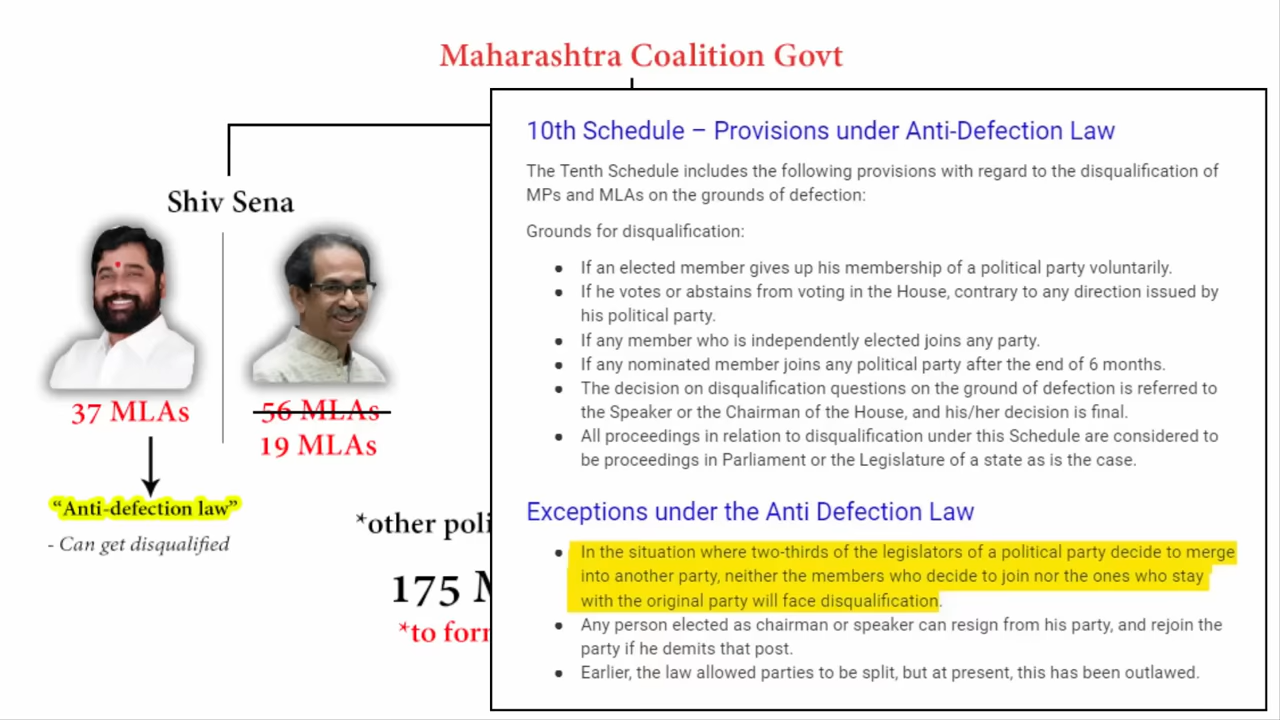 Maharashtra Coalition Govt
Shiv Sena
37 MLAs
56 MLAs
19 MLAs
“Anti-defection law”
- Can get disqualified
*other poli
175
*to for
10th Schedule – Provisions under Anti-Defection Law
The Tenth Schedule includes the following provisions with regard to the disqualification of
MPs and MLAs on the grounds of defection:
Grounds for disqualification:
● If an elected member gives up his membership of a political party voluntarily.
● If he votes or abstains from voting in the House, contrary to any direction issued by
his political party.
● If any member who is independently elected joins any party.
● If any nominated member joins any political party after the end of 6 months.
● The decision on disqualification questions on the ground of defection is referred to
the Speaker or the Chairman of the House, and his/her decision is final.
● All proceedings in relation to disqualification under this Schedule are considered to
be proceedings in Parliament or the Legislature of a state as is the case.
Exceptions under the Anti Defection Law
● In the situation where two-thirds of the legislators of a political party decide to merge
into another party, neither the members who decide to join nor the ones who stay
with the original party will face disqualification.
● Any person elected as chairman or speaker can resign from his party, and rejoin the
party if he demits that post.
● Earlier, the law allowed parties to be split, but at present, this has been outlawed.